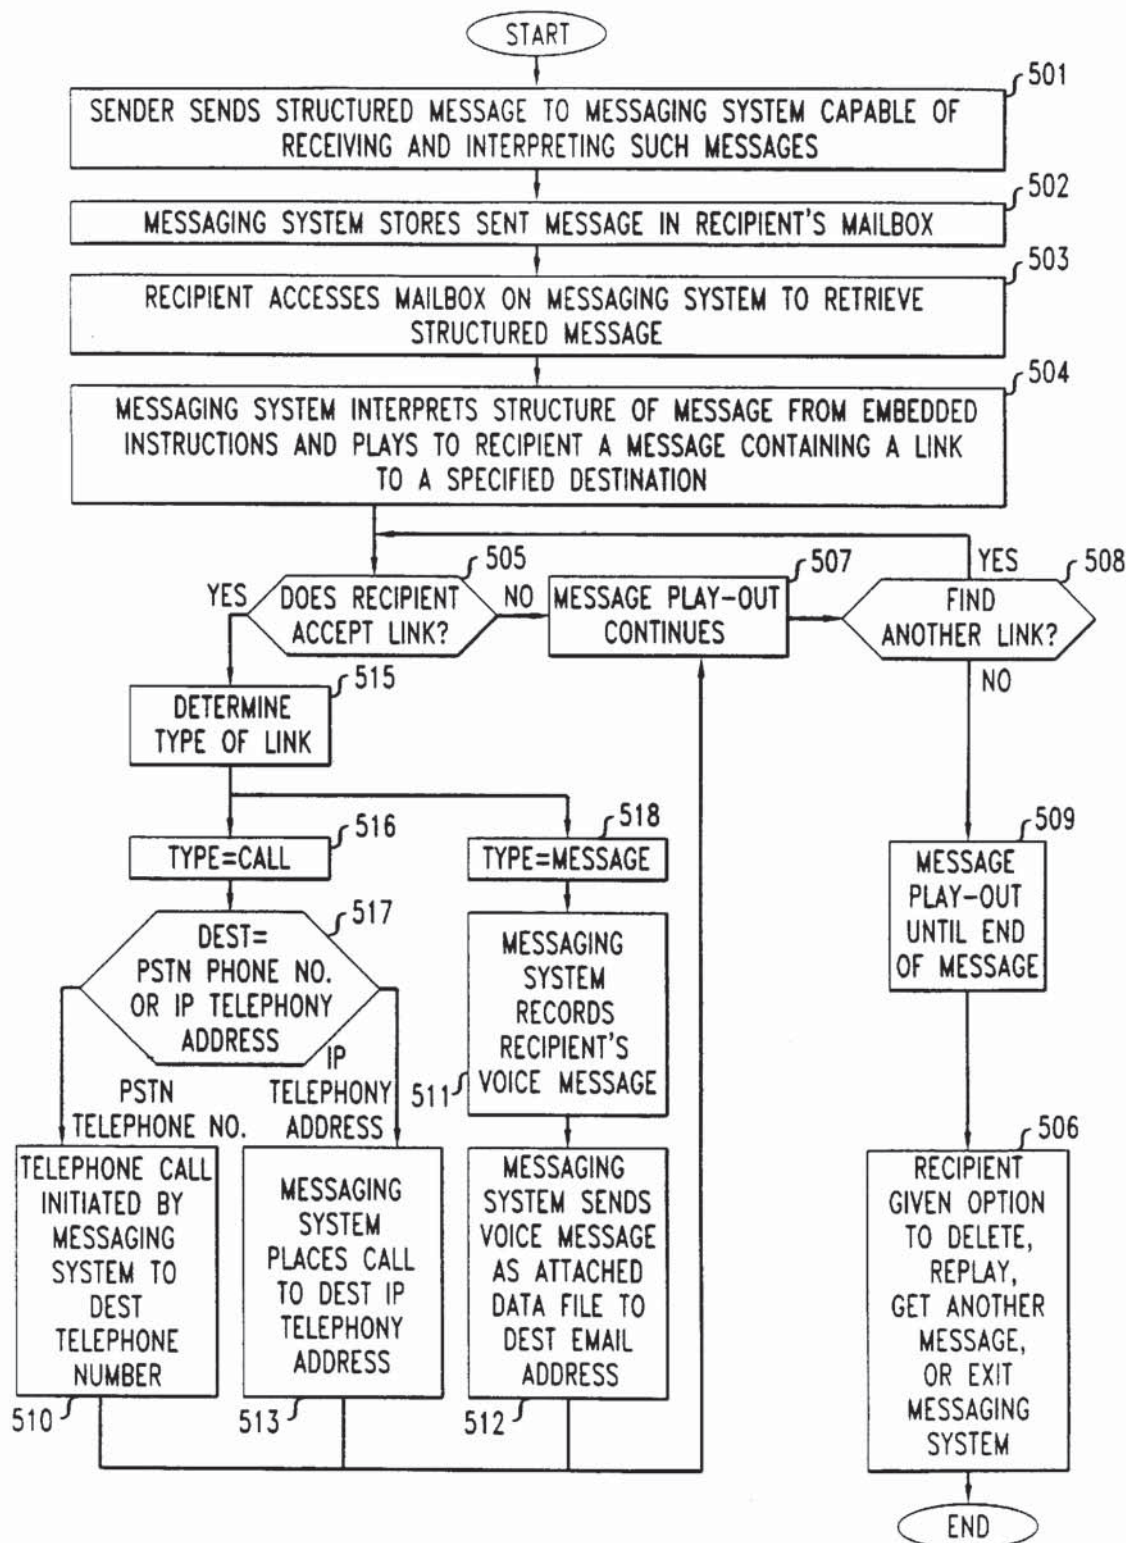 START
501
SENDER SENDS STRUCTURED MESSAGE TO MESSAGING SYSTEM CAPABLE OF
RECEIVING AND INTERPRETING SUCH MESSAGES
502
MESSAGING SYSTEM STORES SENT MESSAGE IN RECIPIENT'S MAILBOX
503
RECIPIENT ACCESSES MAILBOX ON MESSAGING SYSTEM TO RETRIEVE
STRUCTURED MESSAGE
504
MESSAGING SYSTEM INTERPRETS STRUCTURE OF MESSAGE FROM EMBEDDED
INSTRUCTIONS AND PLAYS TO RECIPIENT A MESSAGE CONTAINING A LINK
TO A SPECIFIED DESTINATION
505
DOES RECIPIENT
ACCEPT LINK?
YES
NO
507
MESSAGE PLAY-OUT
CONTINUES
YES
508
FIND
ANOTHER LINK?
NO
515
DETERMINE
TYPE OF LINK
516
TYPE=CALL
518
TYPE=MESSAGE
509
MESSAGE
PLAY-OUT
UNTIL END
OF MESSAGE
517
DEST=
PSTN PHONE NO.
OR IP TELEPHONY
ADDRESS
PSTN
TELEPHONE NO.
IP
TELEPHONY
ADDRESS
511
MESSAGING
SYSTEM
RECORDS
RECIPIENT'S
VOICE MESSAGE
TELEPHONE CALL
INITIATED BY
MESSAGING
SYSTEM TO
DEST
TELEPHONE
NUMBER
510
MESSAGING
SYSTEM
PLACES CALL
TO DEST IP
TELEPHONY
ADDRESS
513
MESSAGING
SYSTEM SENDS
VOICE MESSAGE
AS ATTACHED
DATA FILE TO
DEST EMAIL
ADDRESS
512
506
RECIPIENT
GIVEN OPTION
TO DELETE,
REPLAY,
GET ANOTHER
MESSAGE,
OR EXIT
MESSAGING
SYSTEM
END